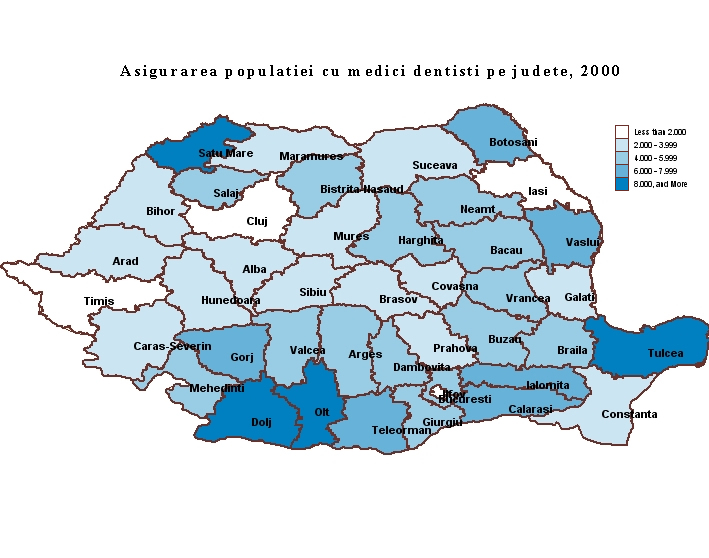 Asigurarea populatiei cu medici dentisti pe judete, 2000
Less than 2.000
2.000 - 3.999
4.000 - 5.999
6.000 - 7.999
8.000, and More
Botosani
Satu Mare
Maramures
Suceava
Salaj
Bistrita-Nasaud
Iasi
Bihor
Neamt
Cluj
Mures
Harghita
Vaslui
Bacau
Arad
Alba
Covasna
Timis
Hunedoara
Sibiu
Brasov
Vrancea
Galati
Caras-Severin
Gorj
Valcea
Arges
Prahova
Buzau
Braila
Tulcea
Dambovita
Mehedinti
Ialomita
Ilfov
Bucuresti
Calarasi
Olt
Constanta
Dolj
Giurgiu
Teleorman